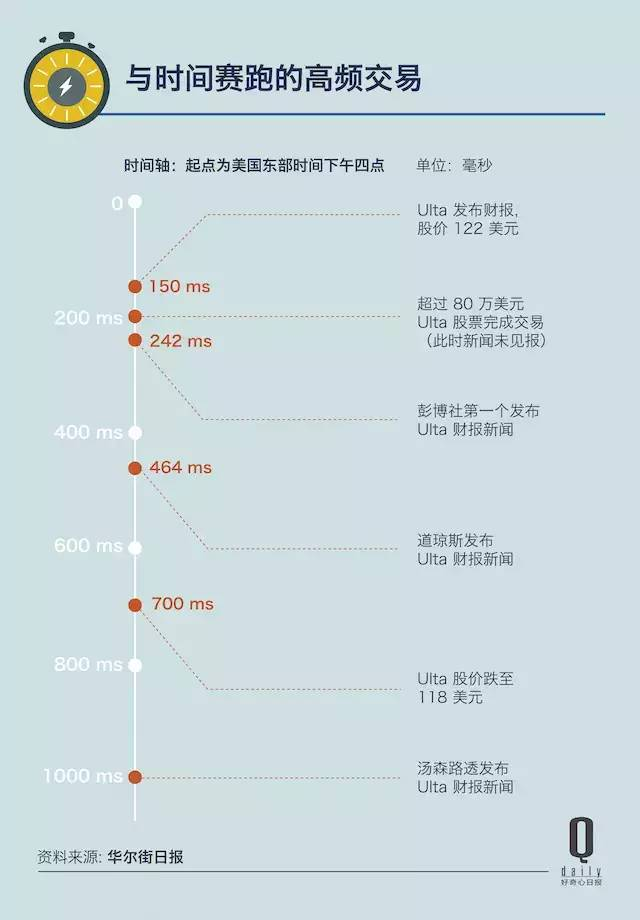 与时间赛跑的高频交易
时间轴：起点为美国东部时间下午四点 单位：毫秒
0
Ulta 发布财报，
股价 122 美元
150 ms
超过 80 万美元
200 ms
Ulta 股票完成交易
（此时新闻未见报）
242 ms
彭博社第一个发布
Ulta 财报新闻
400 ms
464 ms
道琼斯发布
Ulta 财报新闻
600 ms
700 ms
800 ms
Ulta 股价跌至
118 美元
1000 ms
汤森路透发布
Ulta 财报新闻
资料来源: 华尔街日报
Q
daily
好奇心日报